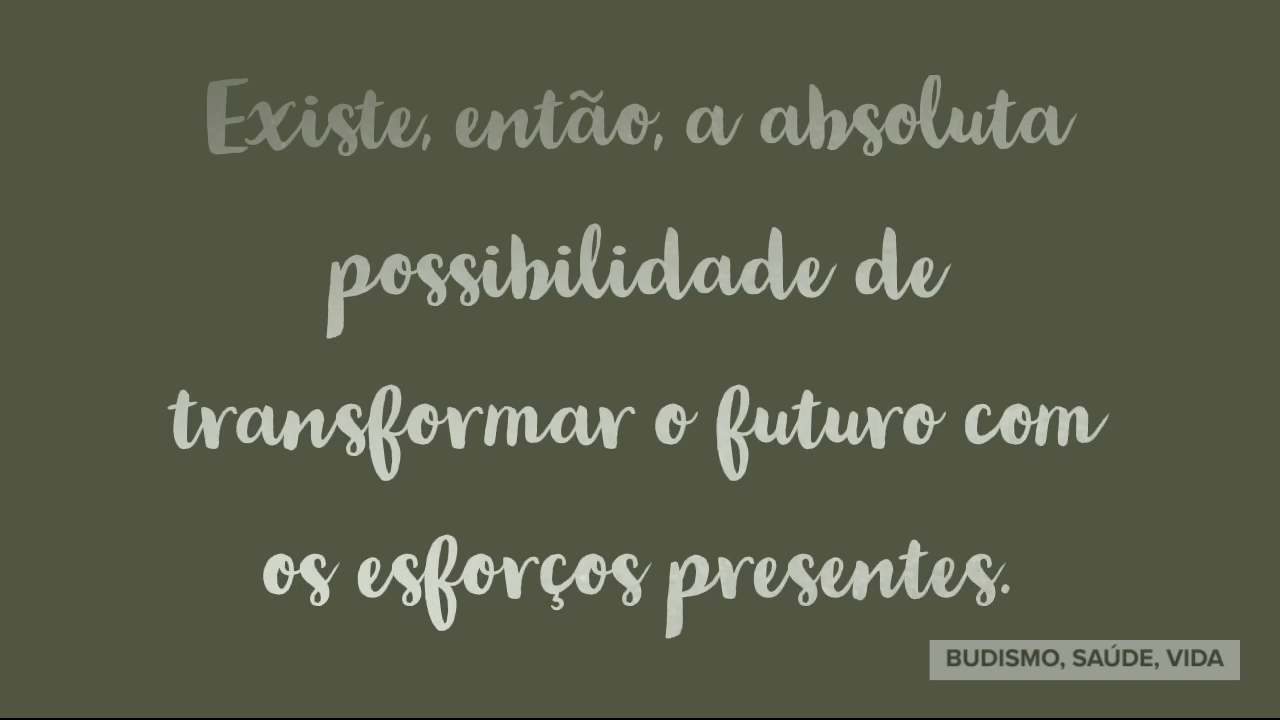 Existe, então, a absoluta
possibilidade de
transformar o futuro com
os esforços presentes.
BUDISMO, SAÚDE, VIDA